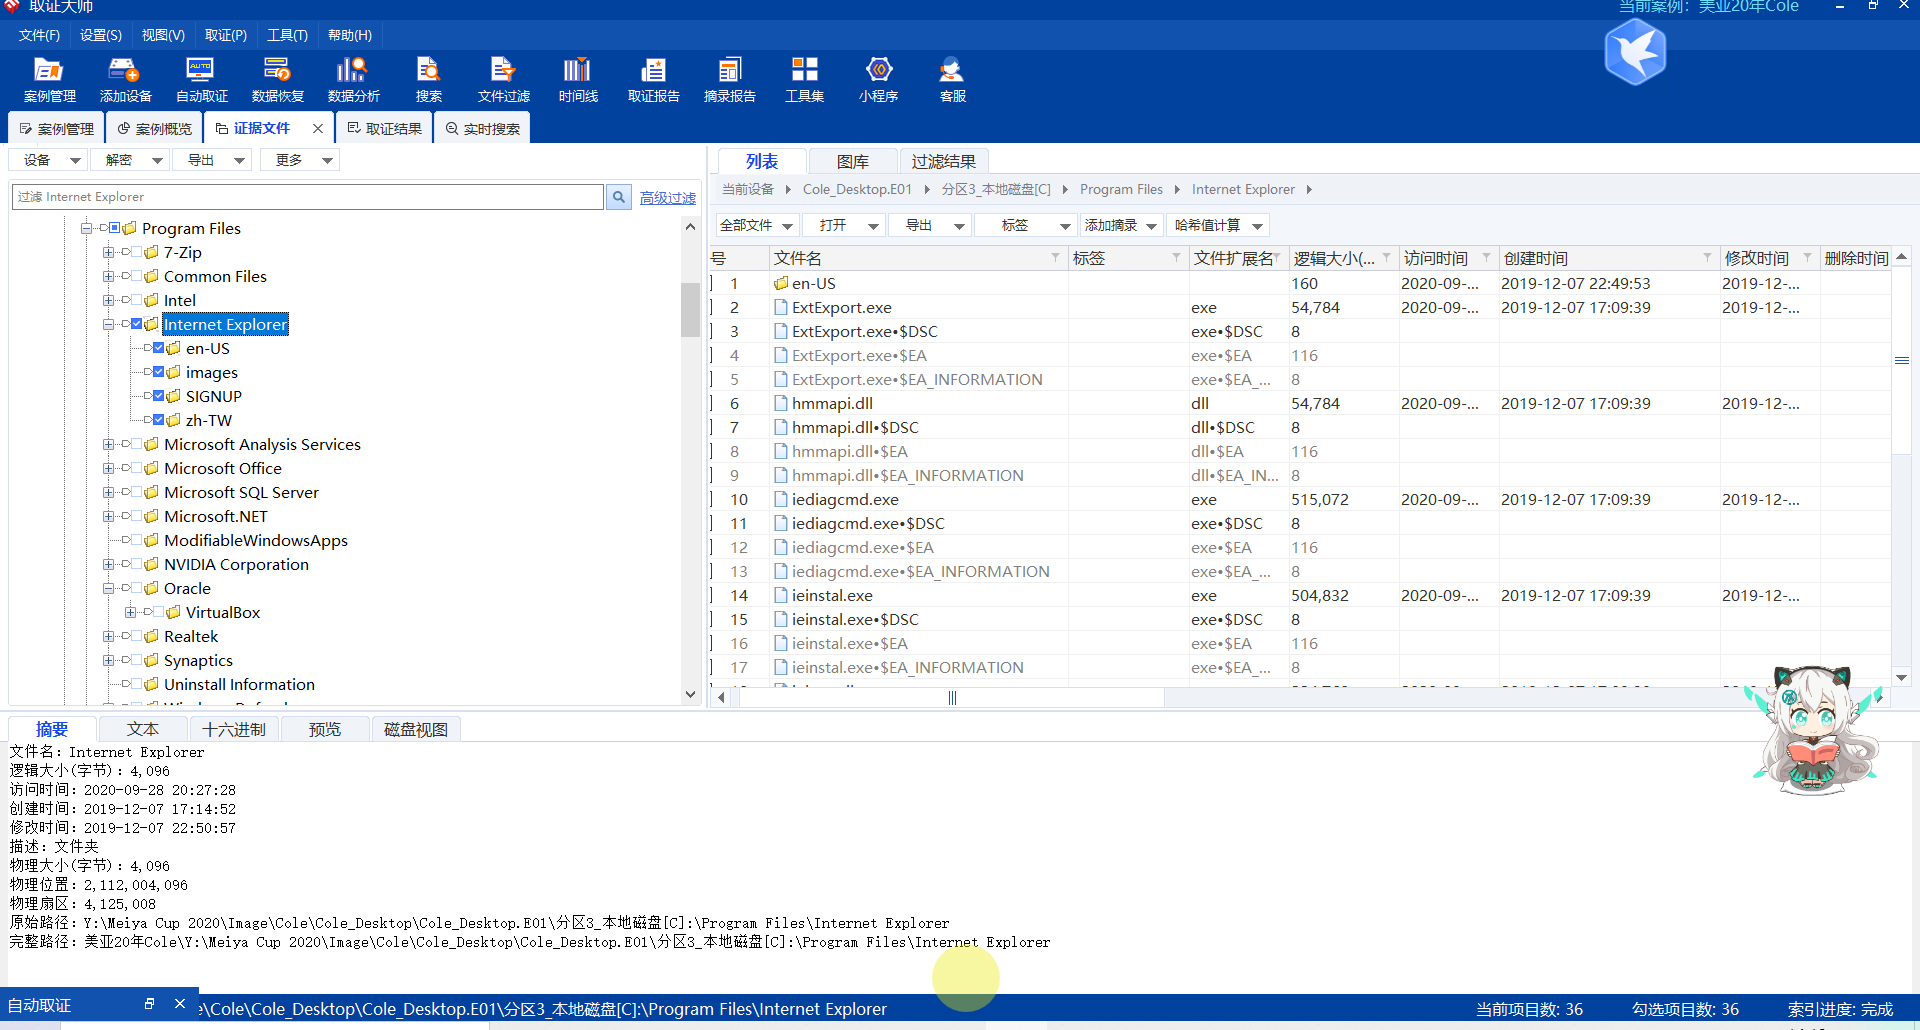 取证大师
当前案例：美亚20年Cole
文件(F) 设置(S) 视图(V) 取证(P) 工具(T) 帮助(H)
AUTO
案例管理 添加设备 自动取证 数据恢复 数据分析 搜索 文件过滤 时间线 取证报告 摘录报告 工具集 小程序 客服
案例管理 案例概览 证据文件 取证结果 实时搜索
设备 解密 导出 更多
过滤 Internet Explorer
高级过滤
Program Files
7-Zip
Common Files
Intel
Internet Explorer
en-US
images
SIGNUP
zh-TW
Microsoft Analysis Services
Microsoft Office
Microsoft SQL Server
Microsoft.NET
ModifiableWindowsApps
NVIDIA Corporation
Oracle
VirtualBox
Realtek
Synaptics
Uninstall Information
列表 图库 过滤结果
当前设备 Cole_Desktop.E01 分区3_本地磁盘[C] Program Files Internet Explorer
全部文件 打开 导出 标签 添加摘录 哈希值计算
号 文件名 标签 文件扩展名 逻辑大小(... 访问时间 创建时间 修改时间 删除时间
1 en-US 160 2020-09-... 2019-12-07 22:49:53 2019-12-...
2 ExtExport.exe exe 54,784 2020-09-... 2019-12-07 17:09:39 2019-12-...
3 ExtExport.exe•$DSC exe•$DSC 8
4 ExtExport.exe•$EA exe•$EA 116
5 ExtExport.exe•$EA_INFORMATION exe•$EA_... 8
6 hmmapi.dll dll 54,784 2020-09-... 2019-12-07 17:09:39 2019-12-...
7 hmmapi.dll•$DSC dll•$DSC 8
8 hmmapi.dll•$EA dll•$EA 116
9 hmmapi.dll•$EA_INFORMATION dll•$EA_IN... 8
10 iediagcmd.exe exe 515,072 2020-09-... 2019-12-07 17:09:39 2019-12-...
11 iediagcmd.exe•$DSC exe•$DSC 8
12 iediagcmd.exe•$EA exe•$EA 116
13 iediagcmd.exe•$EA_INFORMATION exe•$EA_... 8
14 ieinstal.exe exe 504,832 2020-09-... 2019-12-07 17:09:39 2019-12-...
15 ieinstal.exe•$DSC exe•$DSC 8
16 ieinstal.exe•$EA exe•$EA 116
17 ieinstal.exe•$EA_INFORMATION exe•$EA_... 8
摘要 文本 十六进制 预览 磁盘视图
文件名：Internet Explorer
逻辑大小(字节)：4,096
访问时间：2020-09-28 20:27:28
创建时间：2019-12-07 17:14:52
修改时间：2019-12-07 22:50:57
描述：文件夹
物理大小(字节)：4,096
物理位置：2,112,004,096
物理扇区：4,125,008
原始路径：Y:\Meiya Cup 2020\Image\Cole\Cole_Desktop\Cole_Desktop.E01\分区3_本地磁盘[C]:\Program Files\Internet Explorer
完整路径：美亚20年Cole\Y:\Meiya Cup 2020\Image\Cole\Cole_Desktop\Cole_Desktop.E01\分区3_本地磁盘[C]:\Program Files\Internet Explorer
自动取证
e\Cole\Cole_Desktop\Cole_Desktop.E01\分区3_本地磁盘[C]:\Program Files\Internet Explorer
当前项目数: 36 勾选项目数: 36 索引进度: 完成